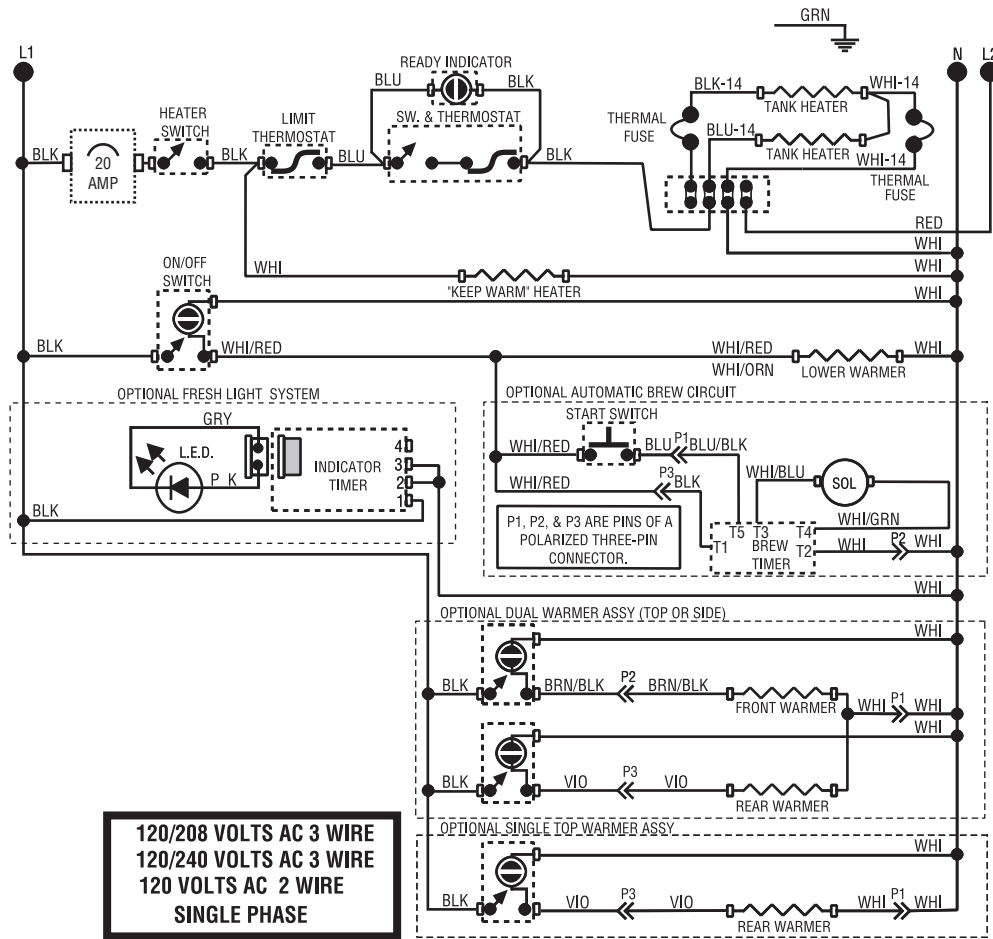 GRN
L1
N
L2
READY INDICATOR
BLU
BLK
BLK-14
WHI-14
HEATER
SWITCH
LIMIT
THERMOSTAT
SW. & THERMOSTAT
THERMAL
FUSE
TANK HEATER
BLU-14
BLK
20
AMP
BLK
BLU
BLK
TANK HEATER
WHI-14
THERMAL
FUSE
RED
WHI
ON/OFF
SWITCH
WHI
WHI
"KEEP WARM" HEATER
WHI
BLK
WHI/RED
WHI/RED
WHI
WHI/ORN
LOWER WARMER
OPTIONAL FRESH LIGHT SYSTEM
GRY
L.E.D.
P K
INDICATOR
TIMER
4
3
2
1
BLK
OPTIONAL AUTOMATIC BREW CIRCUIT
START SWITCH
WHI/RED
BLU
P1
BLU/BLK
WHI/RED
P3
BLK
WHI/BLU
SOL
WHI/GRN
P1, P2, & P3 ARE PINS OF A
POLARIZED THREE-PIN
CONNECTOR.
T5
T3
T4
T1
BREW
TIMER
T2
WHI
P2
WHI
WHI
OPTIONAL DUAL WARMER ASSY (TOP OR SIDE)
WHI
BLK
BRN/BLK
P2
BRN/BLK
FRONT WARMER
WHI
P1
WHI
WHI
BLK
VIO
P3
VIO
REAR WARMER
OPTIONAL SINGLE TOP WARMER ASSY
WHI
BLK
VIO
P3
VIO
REAR WARMER
WHI
P1
WHI
120/208 VOLTS AC 3 WIRE
120/240 VOLTS AC 3 WIRE
120 VOLTS AC 2 WIRE
SINGLE PHASE